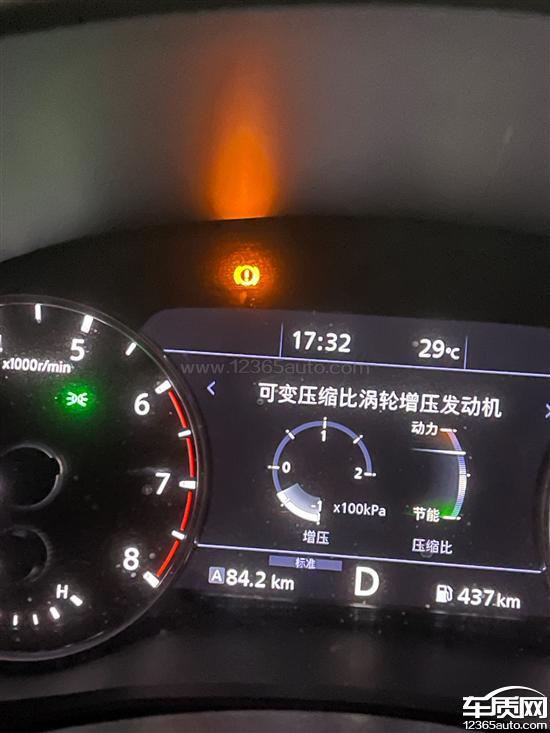 17:32
29°C
www.12365auto.com
x1000r/min
5
6
7
8
H
可变压缩比涡轮增压发动机
动力
1
0
2
-1
x100kPa
节能
增压
压缩比
标准
A 84.2 km
D
437 km
车质网
12365auto.com